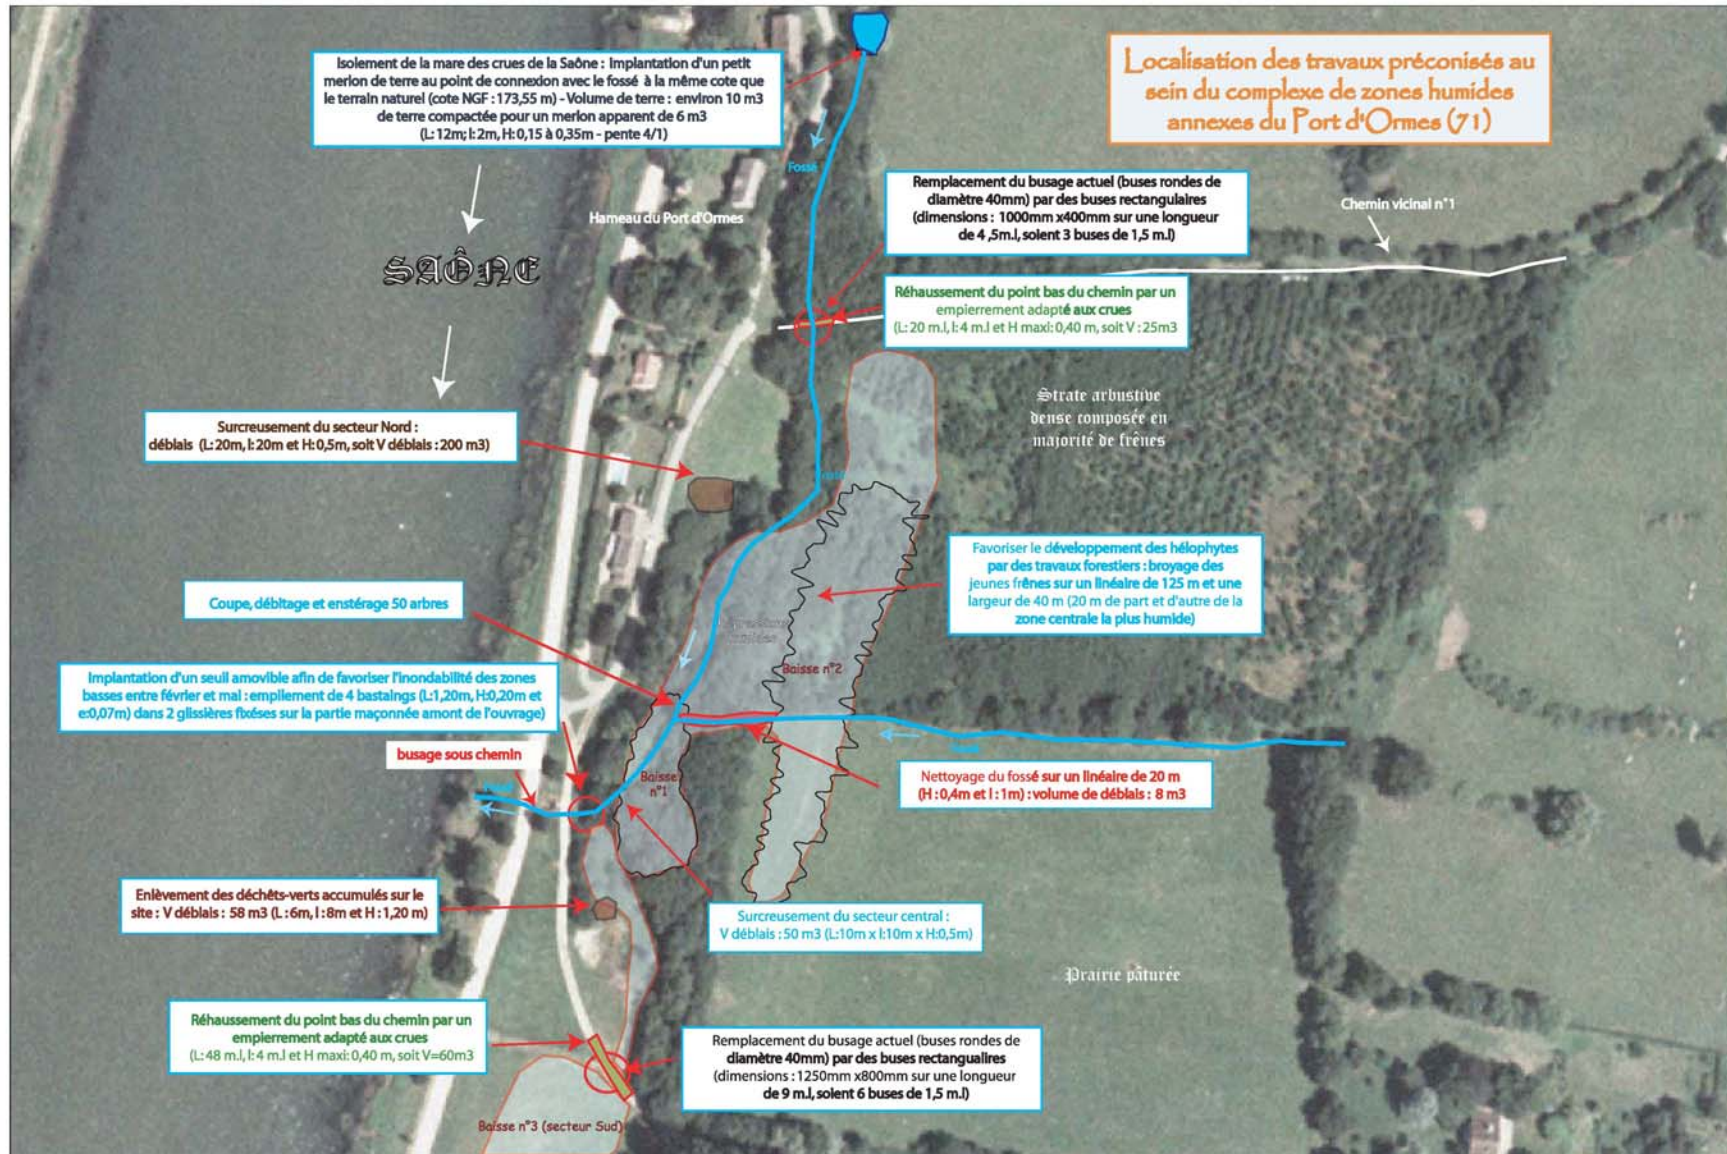 Localisation des travaux préconisés au
sein du complexe de zones humides
annexes du Port d'Ormes (71)
Isolement de la mare des crues de la Saône : Implantation d'un petit
merlon de terre au point de connexion avec le fossé à la même cote que
le terrain naturel (cote NGF : 173,55 m) - Volume de terre : environ 10 m3
de terre compactée pour un merlon apparent de 6 m3
(L: 12m; l: 2m, H: 0,15 à 0,35m - pente 4/1)
Fossé
Remplacement du busage actuel (buses rondes de
diamètre 40mm) par des buses rectangulaires
(dimensions : 1000mm x400mm sur une longueur
de 4 ,5m.l, soient 3 buses de 1,5 m.l)
Chemin vicinal n°1
Hameau du Port d'Ormes
SAÔNE
Réhaussement du point bas du chemin par un
empierrement adapté aux crues
(L: 20 m.l, l: 4 m.l et H maxi: 0,40 m, soit V : 25m3
Strate arbustive
dense composée en
majorité de frênes
Surcreusement du secteur Nord :
déblais (L: 20m, l: 20m et H: 0,5m, soit V déblais : 200 m3)
Favoriser le développement des hélophytes
par des travaux forestiers : broyage des
jeunes frênes sur un linéaire de 125 m et une
largeur de 40 m (20 m de part et d'autre de la
zone centrale la plus humide)
Coupe, débitage et enstérage 50 arbres
Baisse n°2
Implantation d'un seuil amovible afin de favoriser l'inondabilité des zones
basses entre février et mai : empilement de 4 bastaings (L:1,20m, H:0,20m et
e:0,07m) dans 2 glissières fixéses sur la partie maçonnée amont de l'ouvrage)
busage sous chemin
Baisse
n°1
Nettoyage du fossé sur un linéaire de 20 m
(H : 0,4m et l : 1m) : volume de déblais : 8 m3
Enlèvement des déchêts-verts accumulés sur le
site : V déblais : 58 m3 (L : 6m, l : 8m et H : 1,20 m)
Surcreusement du secteur central :
V déblais : 50 m3 (L:10m x l:10m x H:0,5m)
Prairie pâturée
Réhaussement du point bas du chemin par un
empierrement adapté aux crues
(L: 48 m.l, l: 4 m.l et H maxi: 0,40 m, soit V=60m3
Remplacement du busage actuel (buses rondes de
diamètre 40mm) par des buses rectangualires
(dimensions : 1250mm x800mm sur une longueur
de 9 m.l, soient 6 buses de 1,5 m.l)
Baisse n°3 (secteur Sud)